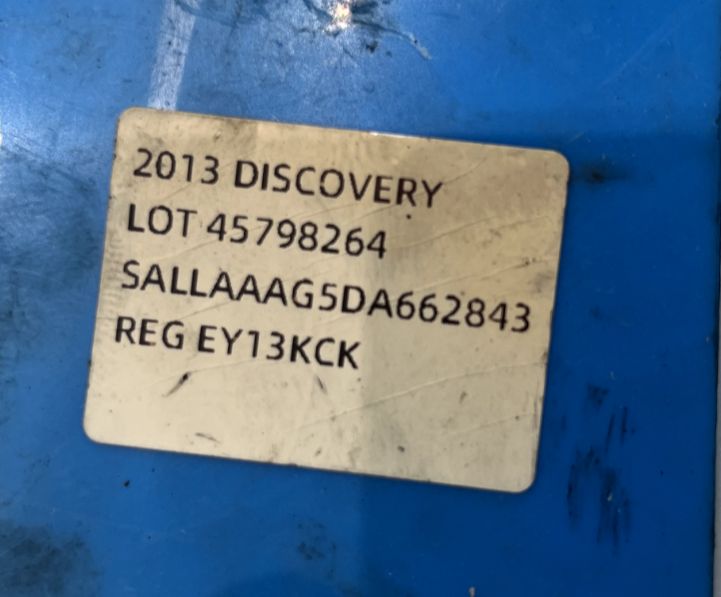 2013 DISCOVERY
LOT 45798264
SALLAAAG5DA662843
REG EY13KCK